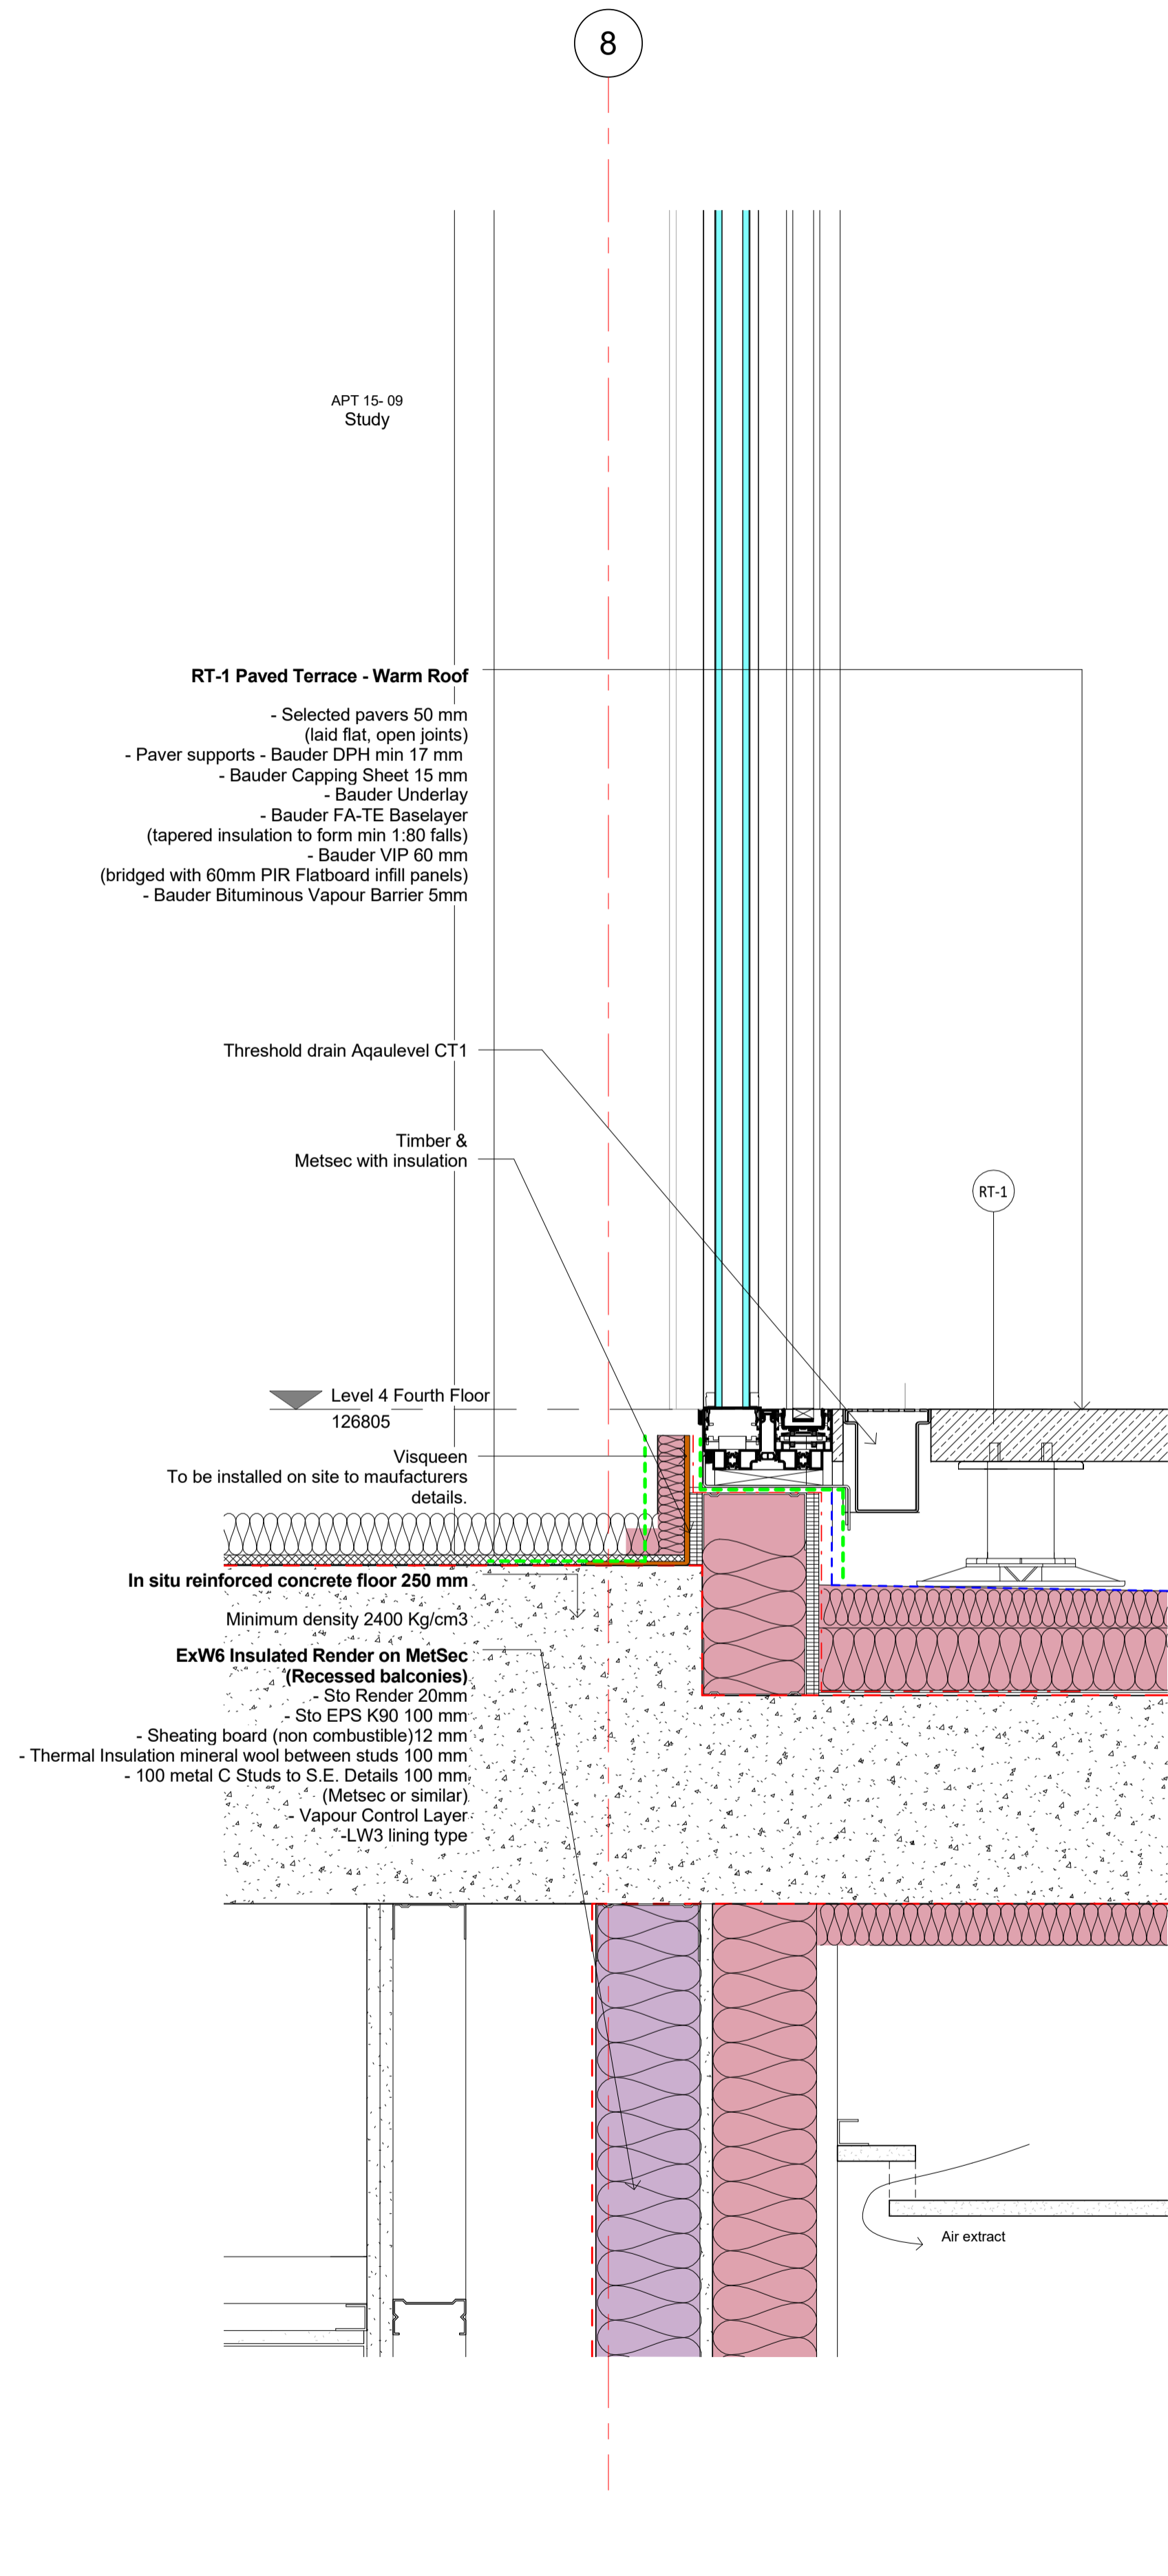 8
APT 15- 09
Study
RT-1 Paved Terrace - Warm Roof
- Selected pavers 50 mm
(laid flat, open joints)
- Paver supports - Bauder DPH min 17 mm
- Bauder Capping Sheet 15 mm
- Bauder Underlay
- Bauder FA-TE Baselayer
(tapered insulation to form min 1:80 falls)
- Bauder VIP 60 mm
(bridged with 60mm PIR Flatboard infill panels)
- Bauder Bituminous Vapour Barrier 5mm
Threshold drain Aqaulevel CT1
Timber &
Metsec with insulation
RT-1
Level 4 Fourth Floor
126805
Visqueen
To be installed on site to maufacturers
details.
In situ reinforced concrete floor 250 mm
Minimum density 2400 Kg/cm3
ExW6 Insulated Render on MetSec
(Recessed balconies)
- Sto Render 20mm
- Sto EPS K90 100 mm
- Sheating board (non combustible)12 mm
- Thermal Insulation mineral wool between studs 100 mm
- 100 metal C Studs to S.E. Details 100 mm
(Metsec or similar)
- Vapour Control Layer
-LW3 lining type
Air extract